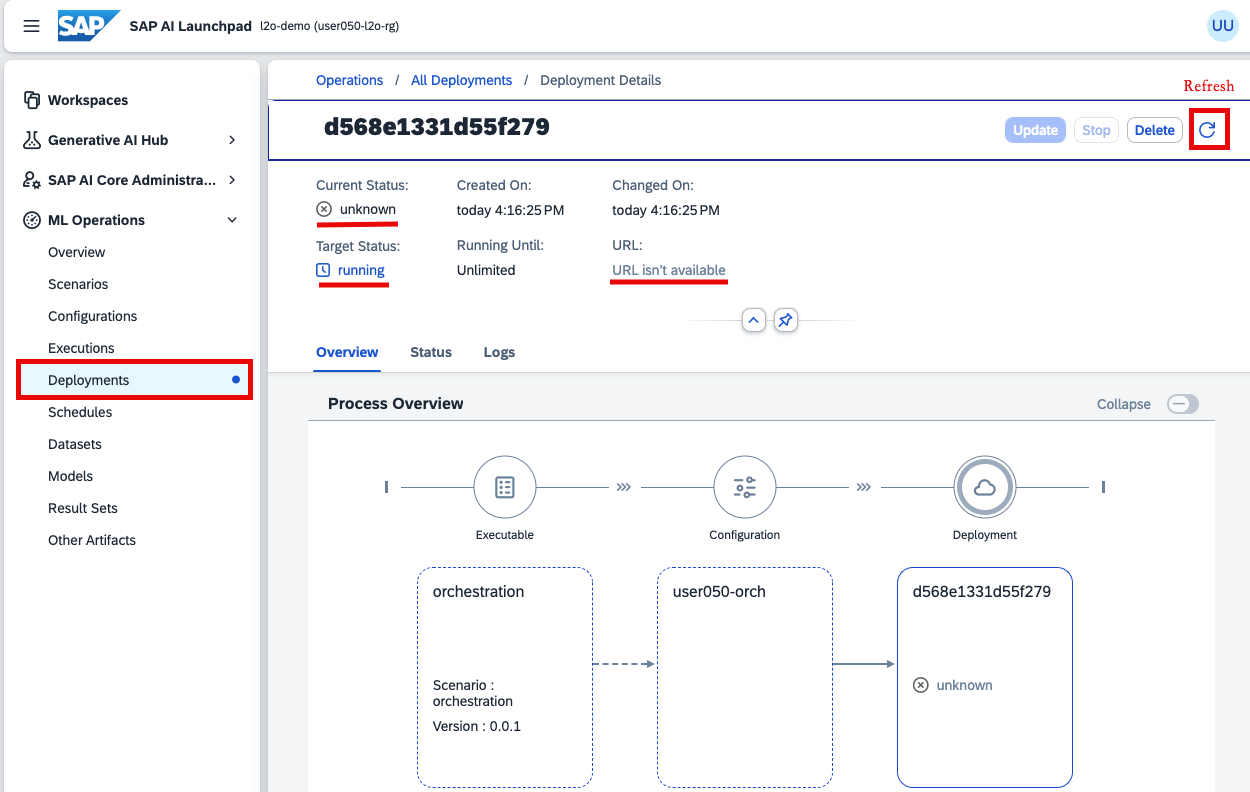 SAP SAP AI Launchpad l2o-demo (user050-l2o-rg) UU
Workspaces
Generative AI Hub
SAP AI Core Administra...
ML Operations
Overview
Scenarios
Configurations
Executions
Deployments
Schedules
Datasets
Models
Result Sets
Other Artifacts
Operations / All Deployments / Deployment Details
Refresh
d568e1331d55f279 Update Stop Delete
Current Status: Created On: Changed On:
unknown today 4:16:25 PM today 4:16:25 PM
Target Status: Running Until: URL:
running Unlimited URL isn't available
Overview Status Logs
Process Overview Collapse
Executable Configuration Deployment
orchestration user050-orch d568e1331d55f279
Scenario : unknown
orchestration
Version : 0.0.1